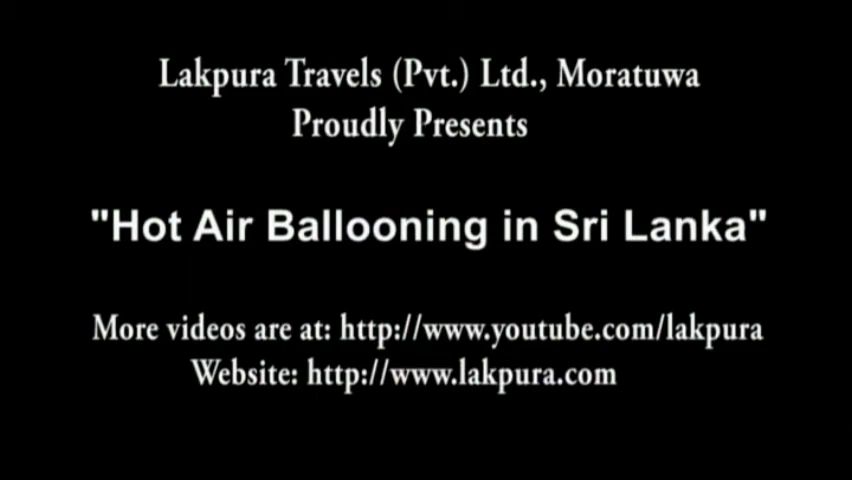 Lakpura Travels (Pvt.) Ltd., Moratuwa
Proudly Presents
"Hot Air Ballooning in Sri Lanka"
More videos are at: http://www.youtube.com/lakpura
Website: http://www.lakpura.com